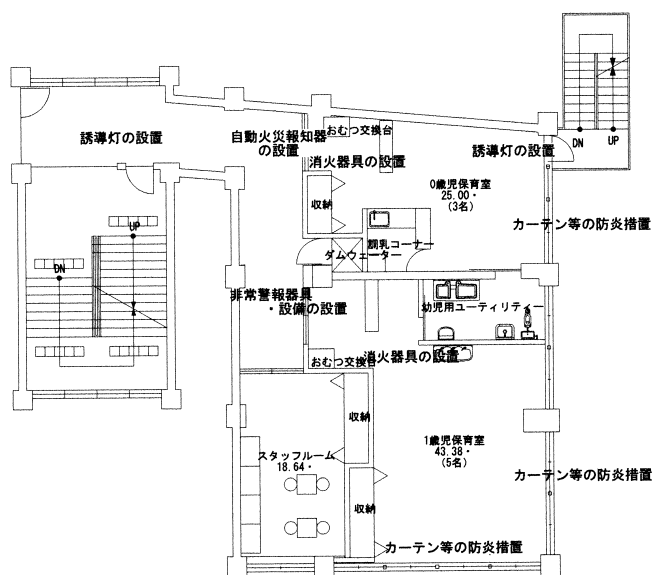 DN
UP
誘導灯の設置
自動火災報知器
の設置
おむつ交換台
消火器具の設置
誘導灯の設置
0歳児保育室
25.00・
(3名)
収納
カーテン等の防炎措置
調乳コーナー
ダムウェーター
UP
DN
非常警報器具
・設備の設置
幼児用ユーティリティー
おむつ交換台
消火器具の設置
収納
1歳児保育室
43.38・
(5名)
スタッフルーム
18.64・
カーテン等の防炎措置
収納
カーテン等の防炎措置